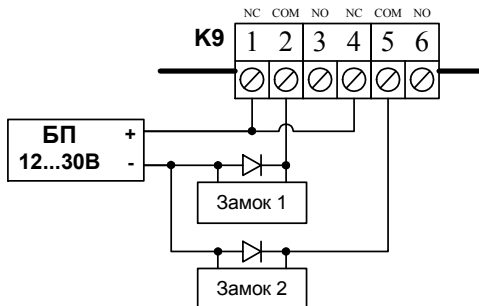 NC COM NO NC COM NO
K9 1 2 3 4 5 6
БП +
12...30В -
Замок 1
Замок 2